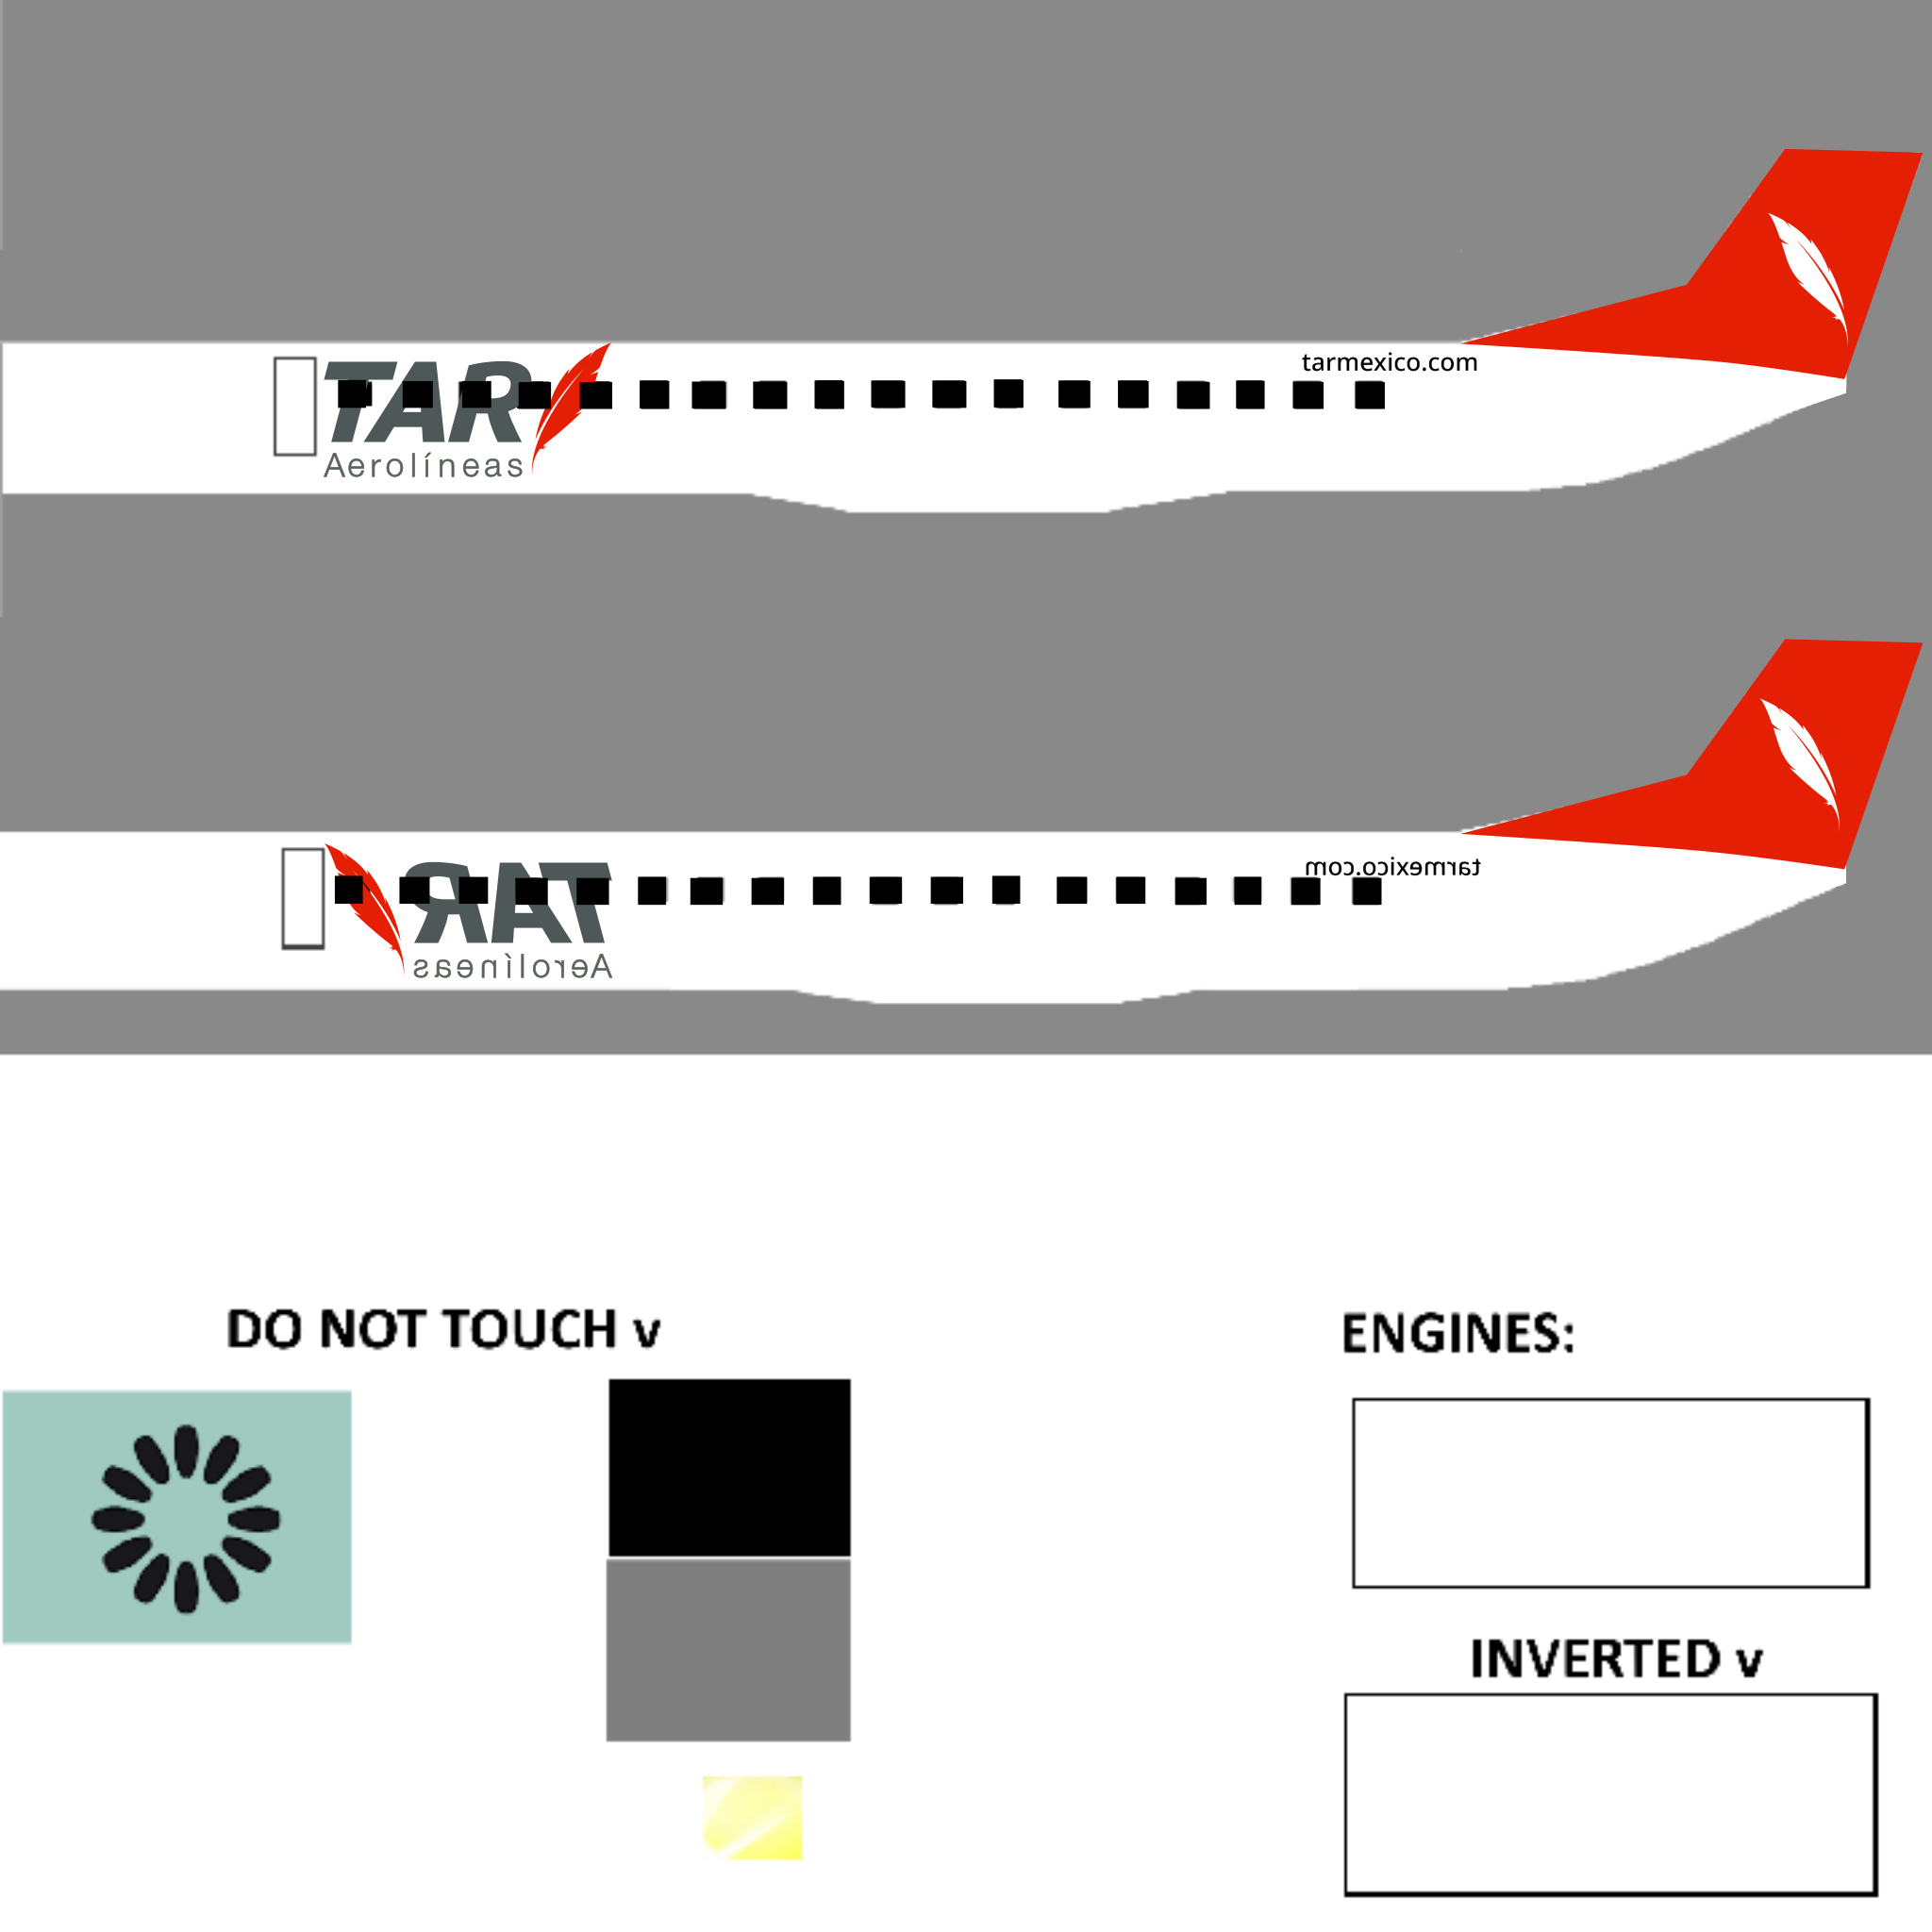 tarmexico.com
TAR
Aerolíneas
tarmexico.com
TAR
Aerolíneas
DO NOT TOUCH v
ENGINES:
INVERTED v